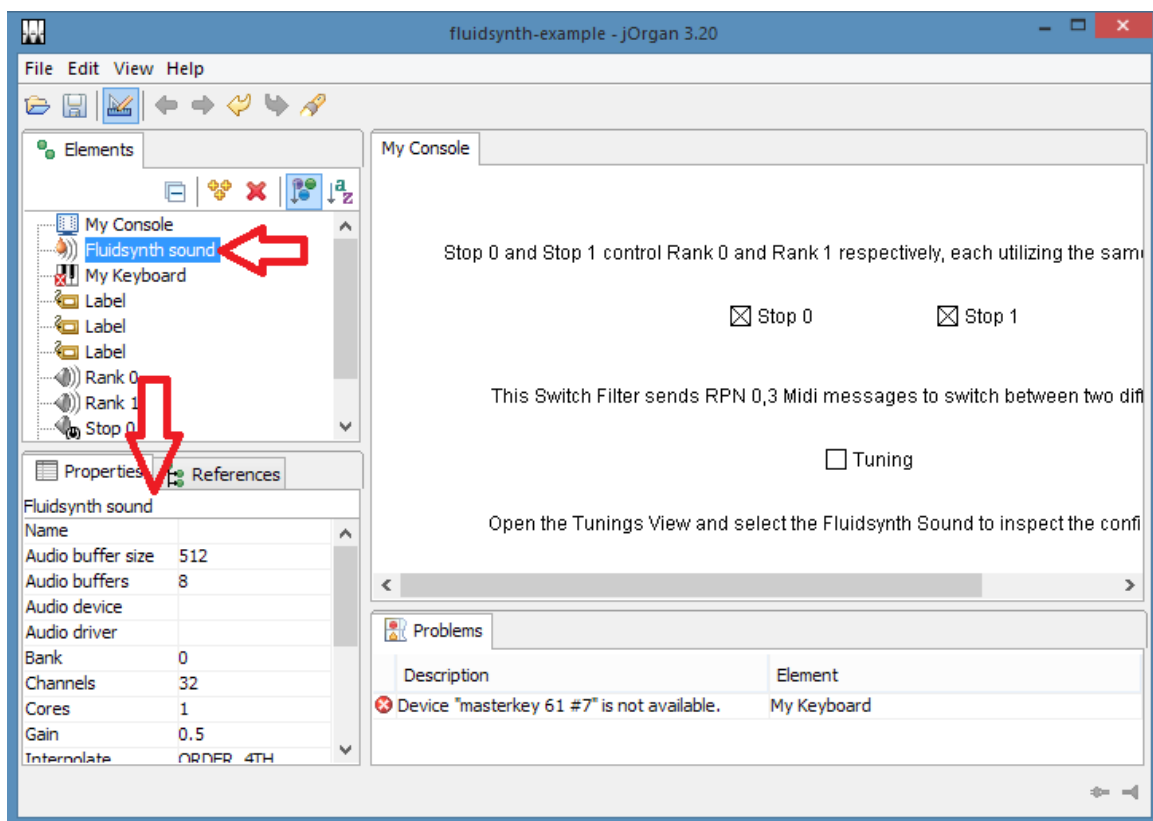 fluidsynth-example - jOrgan 3.20
File Edit View Help
Elements
My Console
Fluidsynth sound
My Keyboard
Label
Label
Label
Rank 0
Rank 1
Stop 0
Properties References
Fluidsynth sound
Name
Audio buffer size 512
Audio buffers 8
Audio device
Audio driver
Bank 0
Channels 32
Cores 1
Gain 0.5
Interpolate ORDER_4TH
My Console
Stop 0 and Stop 1 control Rank 0 and Rank 1 respectively, each utilizing the sam
Stop 0 Stop 1
This Switch Filter sends RPN 0,3 Midi messages to switch between two diff
Tuning
Open the Tunings View and select the Fluidsynth Sound to inspect the confi
Problems
Description Element
Device "masterkey 61 #7" is not available. My Keyboard